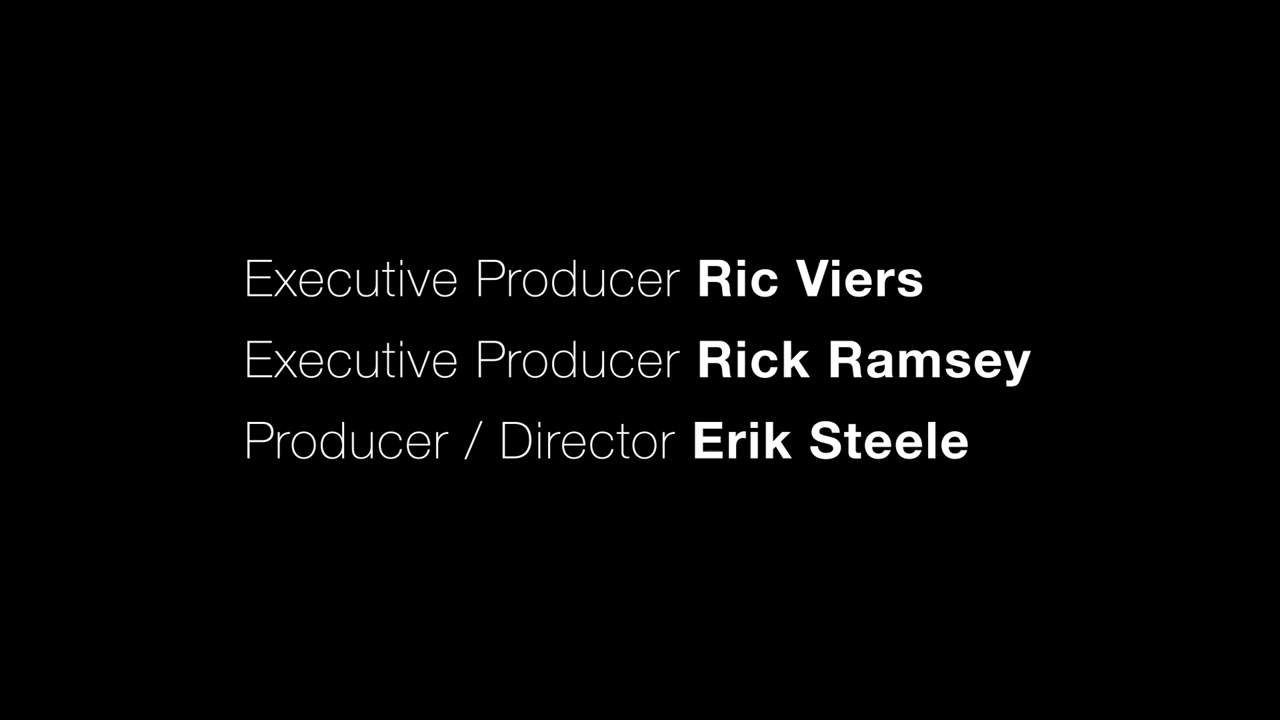 Executive Producer Ric Viers
Executive Producer Rick Ramsey
Producer / Director Erik Steele